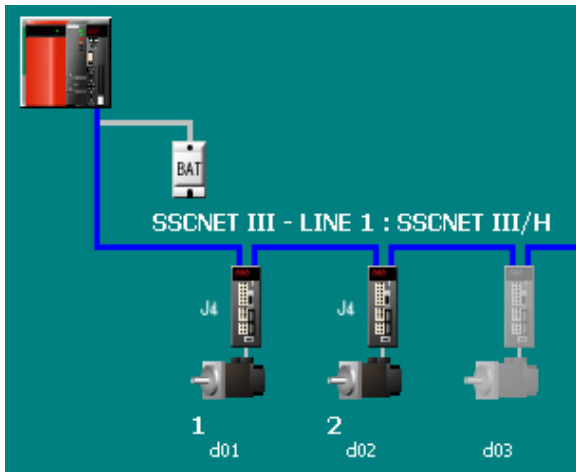 BAT
SSCNET III - LINE 1 : SSCNET III/H
J4 J4
1 2
d01 d02 d03